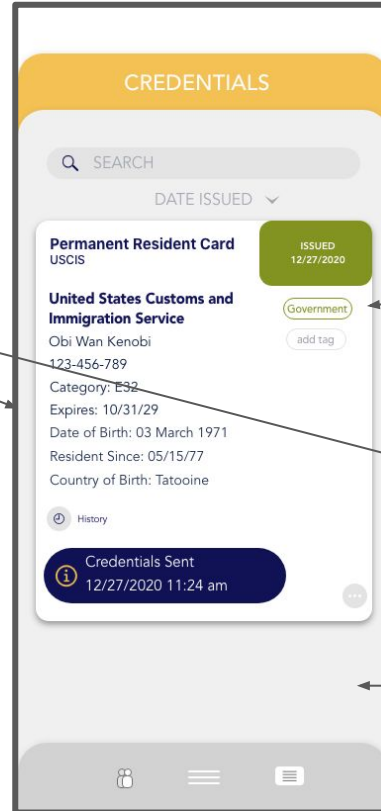 CREDENTIALS
SEARCH
DATE ISSUED
Permanent Resident Card
USCIS
ISSUED
12/27/2020
United States Customs and
Immigration Service
Government
add tag
Obi Wan Kenobi
123-456-789
Category: E32
Expires: 10/31/29
Date of Birth: 03 March 1971
Resident Since: 05/15/77
Country of Birth: Tatooine
History
Credentials Sent
12/27/2020 11:24 am